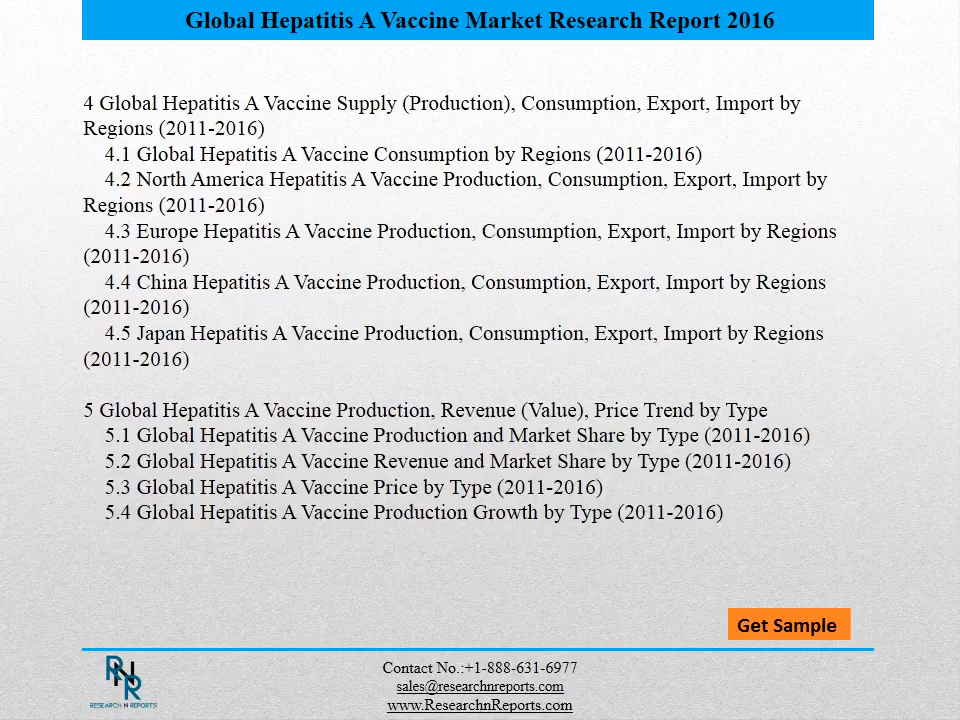 Global Hepatitis A Vaccine Market Research Report 2016
4 Global Hepatitis A Vaccine Supply (Production), Consumption, Export, Import by
Regions (2011-2016)
4.1 Global Hepatitis A Vaccine Consumption by Regions (2011-2016)
4.2 North America Hepatitis A Vaccine Production, Consumption, Export, Import by
Regions (2011-2016)
4.3 Europe Hepatitis A Vaccine Production, Consumption, Export, Import by Regions
(2011-2016)
4.4 China Hepatitis A Vaccine Production, Consumption, Export, Import by Regions
(2011-2016)
4.5 Japan Hepatitis A Vaccine Production, Consumption, Export, Import by Regions
(2011-2016)
5 Global Hepatitis A Vaccine Production, Revenue (Value), Price Trend by Type
5.1 Global Hepatitis A Vaccine Production and Market Share by Type (2011-2016)
5.2 Global Hepatitis A Vaccine Revenue and Market Share by Type (2011-2016)
5.3 Global Hepatitis A Vaccine Price by Type (2011-2016)
5.4 Global Hepatitis A Vaccine Production Growth by Type (2011-2016)
Get Sample
RNR
RESEARCH N REPORTS
Contact No.:+1-888-631-6977
sales@researchnreports.com
www.ResearchnReports.com